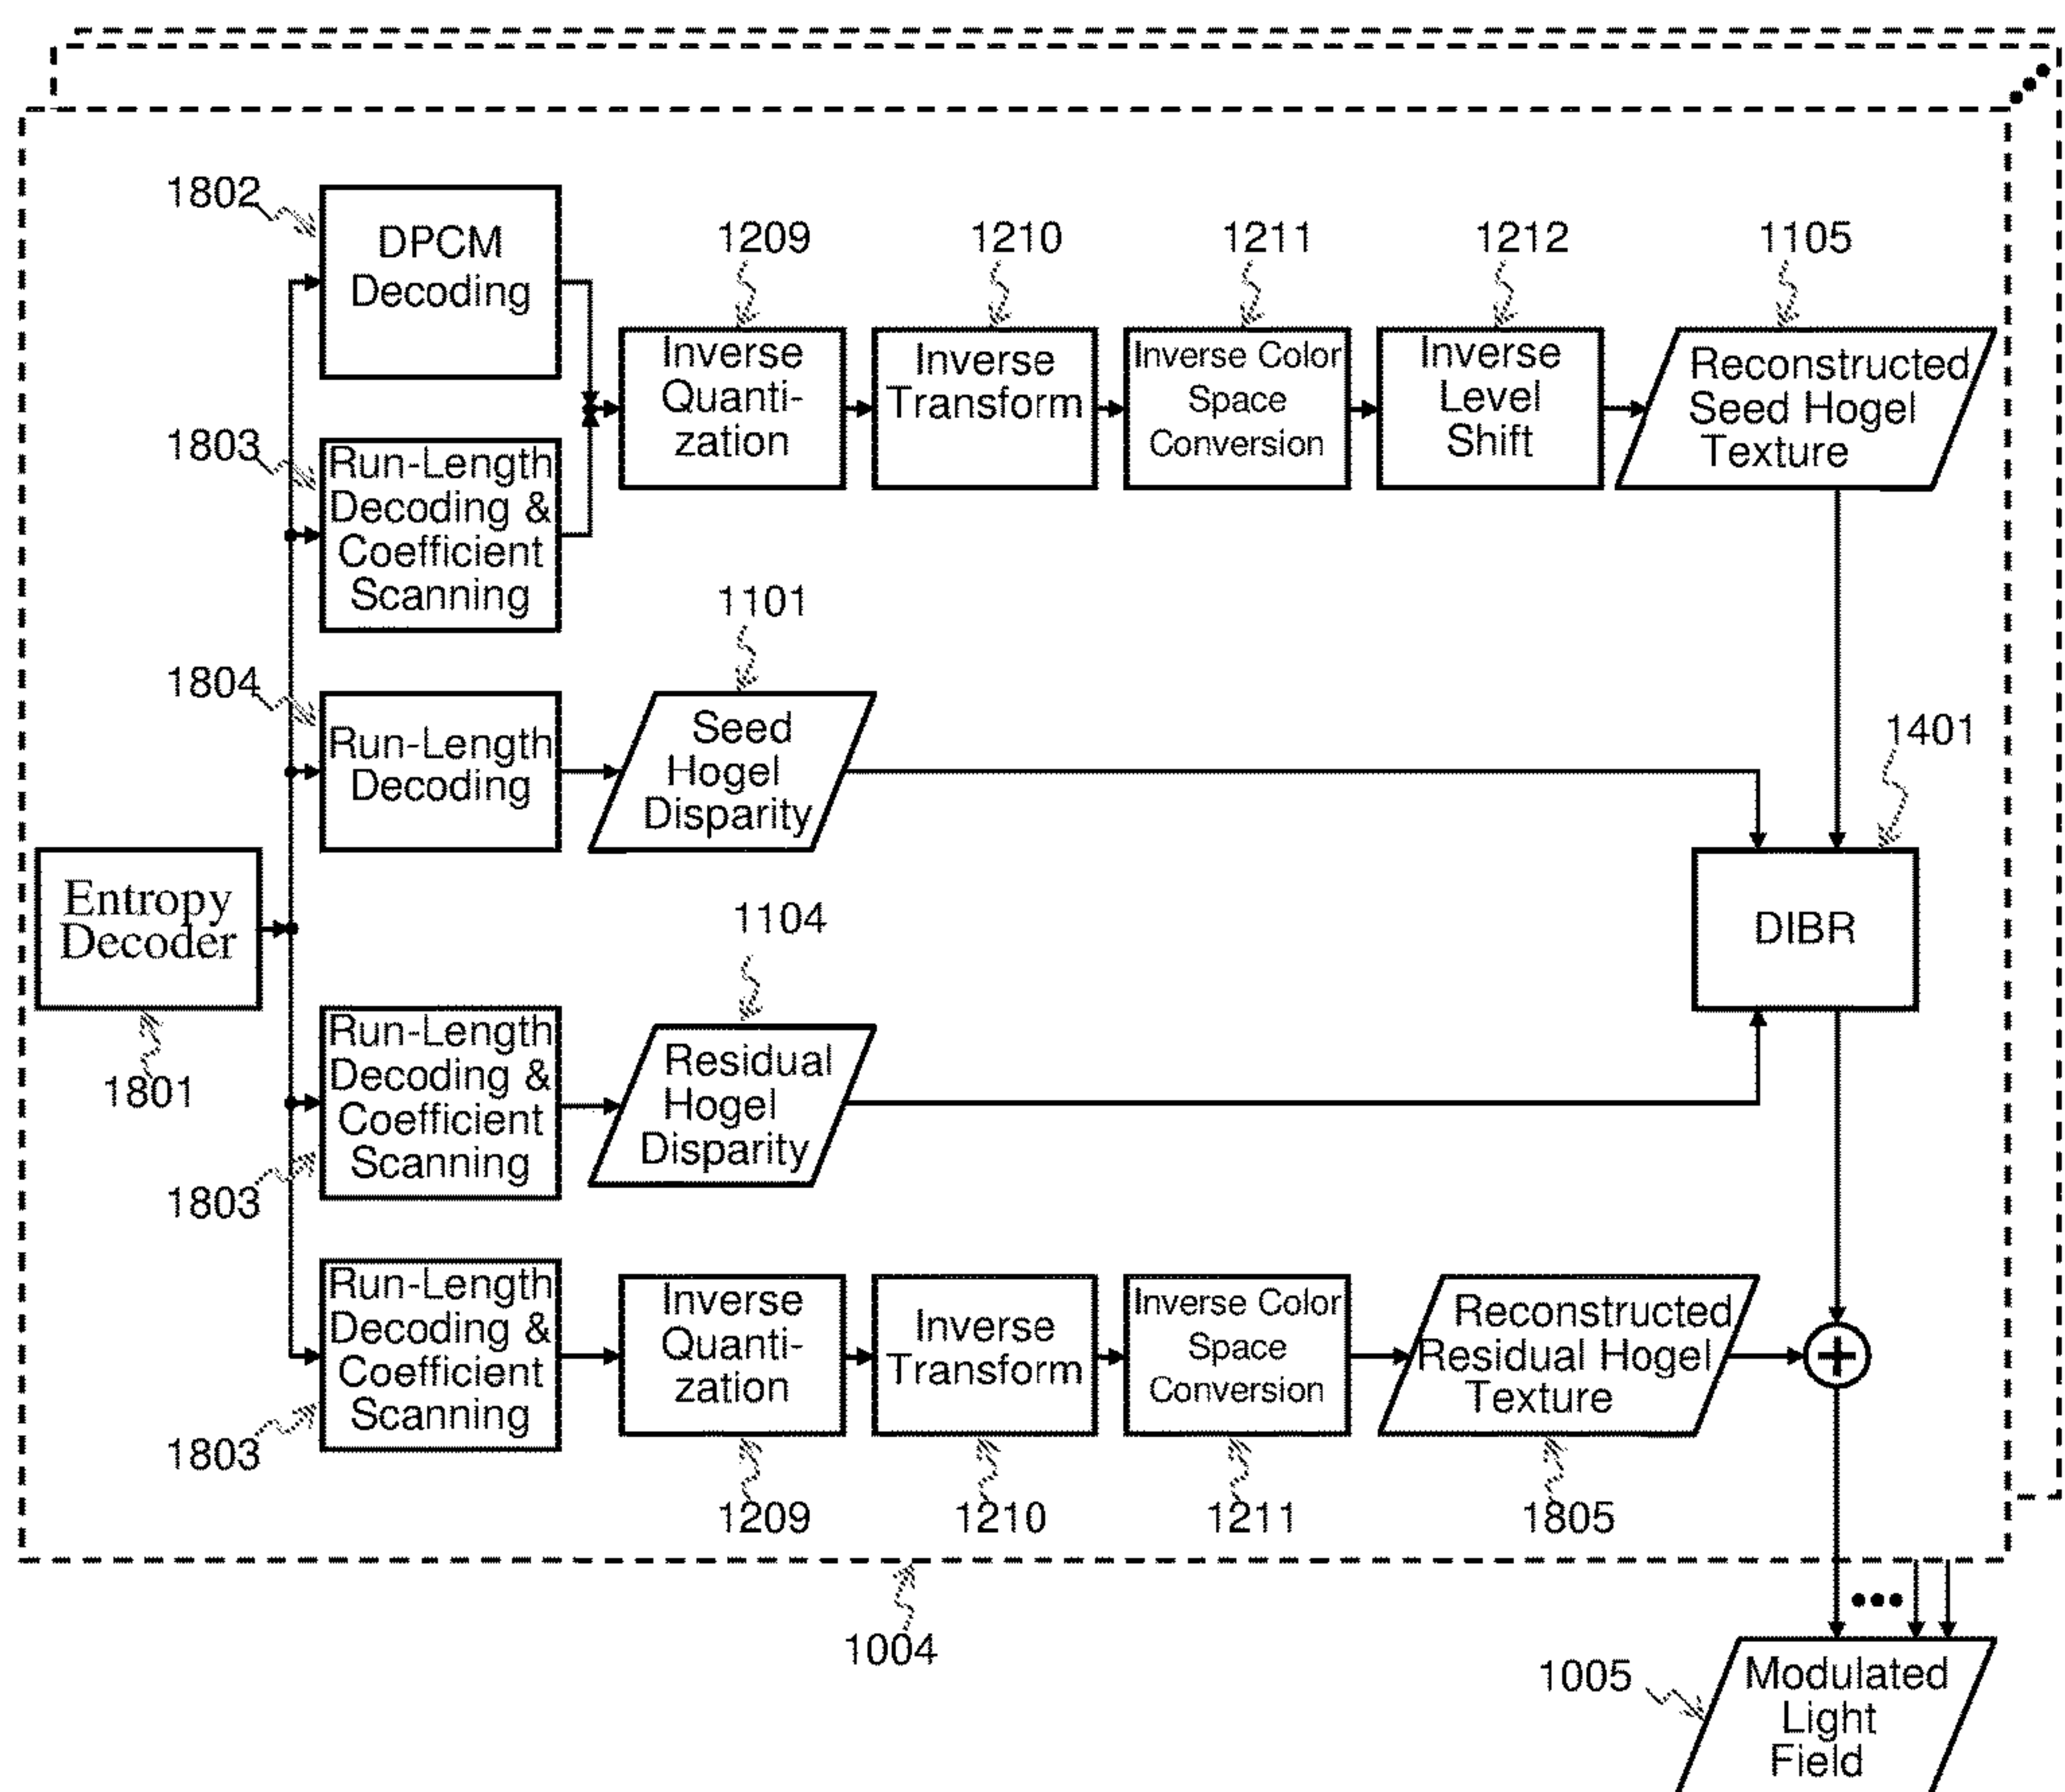 1802
DPCM
Decoding
1209
1210
1211
1212
1105
Inverse
Quanti-
zation
Inverse
Transform
Inverse Color
Space
Conversion
Inverse
Level
Shift
Reconstructed
Seed Hogel
Texture
1803
Run-Length
Decoding &
Coefficient
Scanning
1101
1804
Run-Length
Decoding
Seed
Hogel
Disparity
1401
Entropy
Decoder
1801
1104
DIBR
Run-Length
Decoding &
Coefficient
Scanning
1803
Residual
Hogel
Disparity
Run-Length
Decoding &
Coefficient
Scanning
1803
Inverse
Quanti-
zation
Inverse
Transform
Inverse Color
Space
Conversion
Reconstructed
Residual Hogel
Texture
1209
1210
1211
1805
1004
1005
Modulated
Light
Field